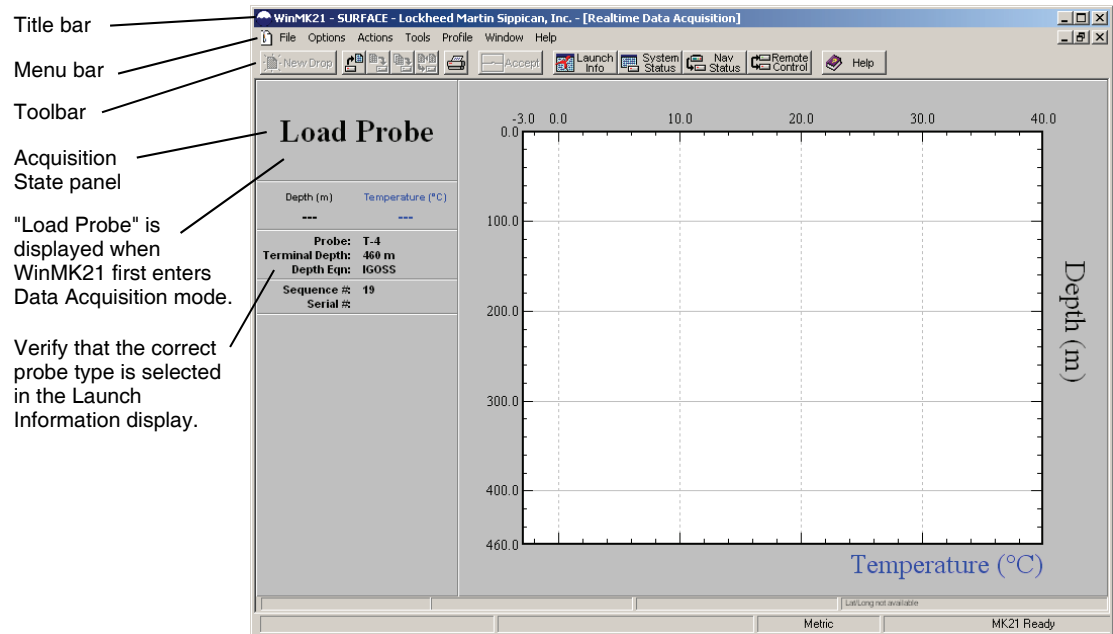 Title bar
Menu bar
Toolbar
Acquisition
State panel
"Load Probe" is
displayed when
WinMK21 first enters
Data Acquisition mode.
Verify that the correct
probe type is selected
in the Launch
Information display.
WinMK21 - SURFACE - Lockheed Martin Sippican, Inc. - [Realtime Data Acquisition]
File Options Actions Tools Profile Window Help
New Drop Accept Launch Info System Status Nav Status Remote Control Help
Load Probe
Depth (m) Temperature (°C)
--- ---
Probe: T-4
Terminal Depth: 460 m
Depth Eqn: IGOSS
Sequence #: 19
Serial #:
-3.0 0.0 10.0 20.0 30.0 40.0
0.0
100.0
200.0
300.0
400.0
460.0
Depth (m)
Temperature (°C)
Lat/Long not available
Metric MK21 Ready